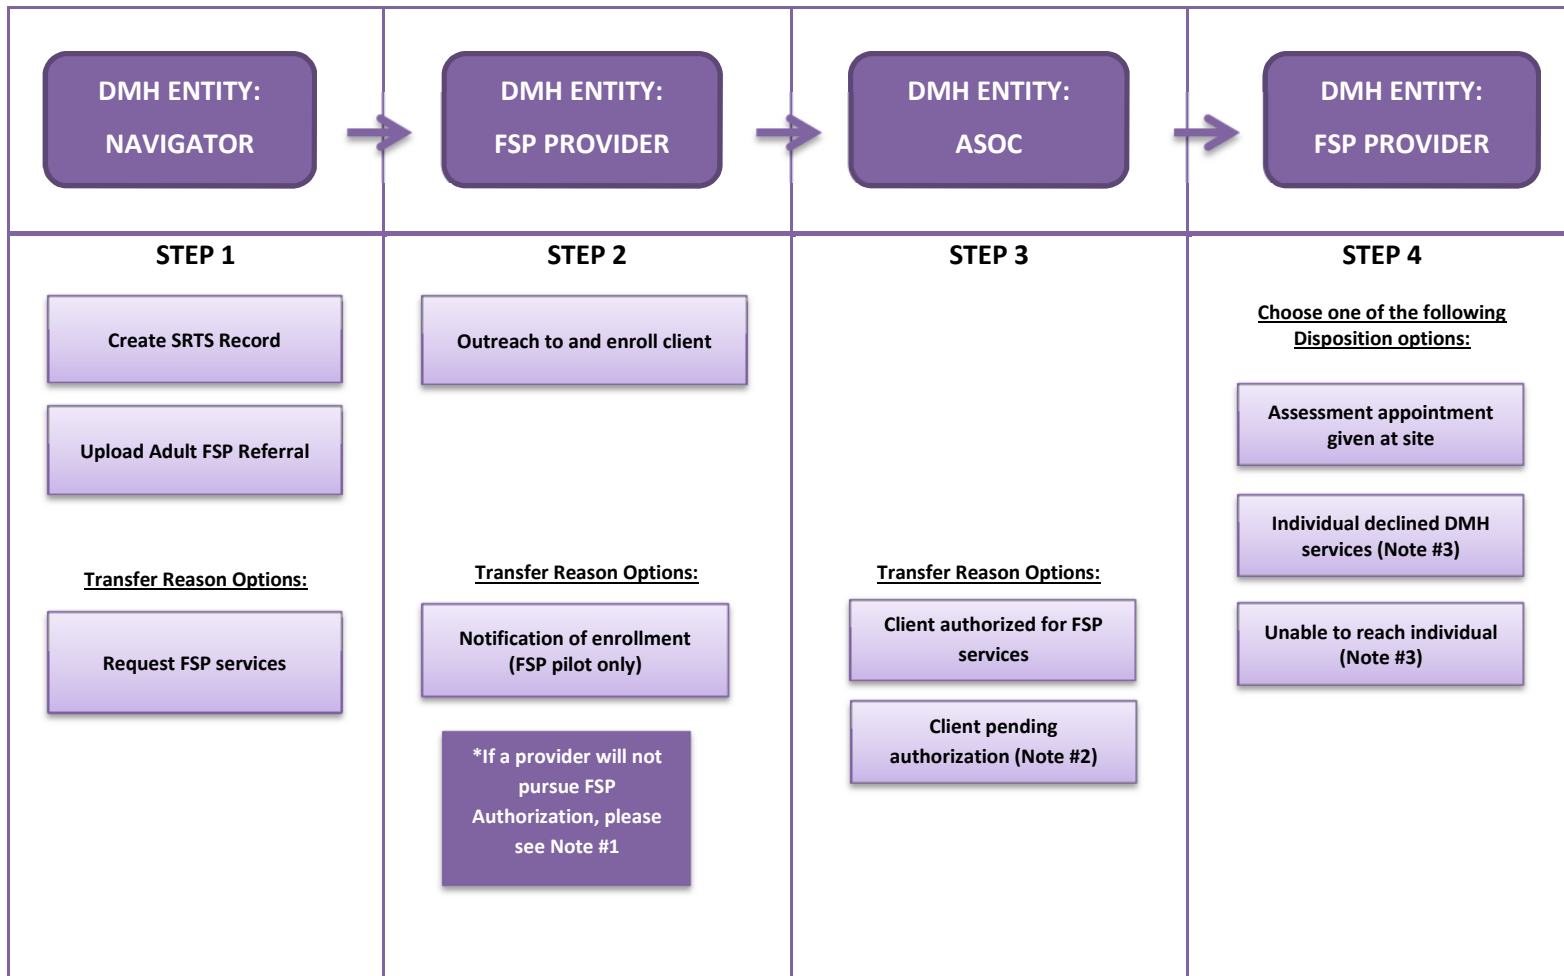 DMH ENTITY:
NAVIGATOR
DMH ENTITY:
FSP PROVIDER
DMH ENTITY:
ASOC
DMH ENTITY:
FSP PROVIDER
STEP 1
Create SRTS Record
Upload Adult FSP Referral
Transfer Reason Options:
Request FSP services
STEP 2
Outreach to and enroll client
Transfer Reason Options:
Notification of enrollment
(FSP pilot only)
*If a provider will not
pursue FSP
Authorization, please
see Note #1
STEP 3
Transfer Reason Options:
Client authorized for FSP
services
Client pending
authorization (Note #2)
STEP 4
Choose one of the following
Disposition options:
Assessment appointment
given at site
Individual declined DMH
services (Note #3)
Unable to reach individual
(Note #3)